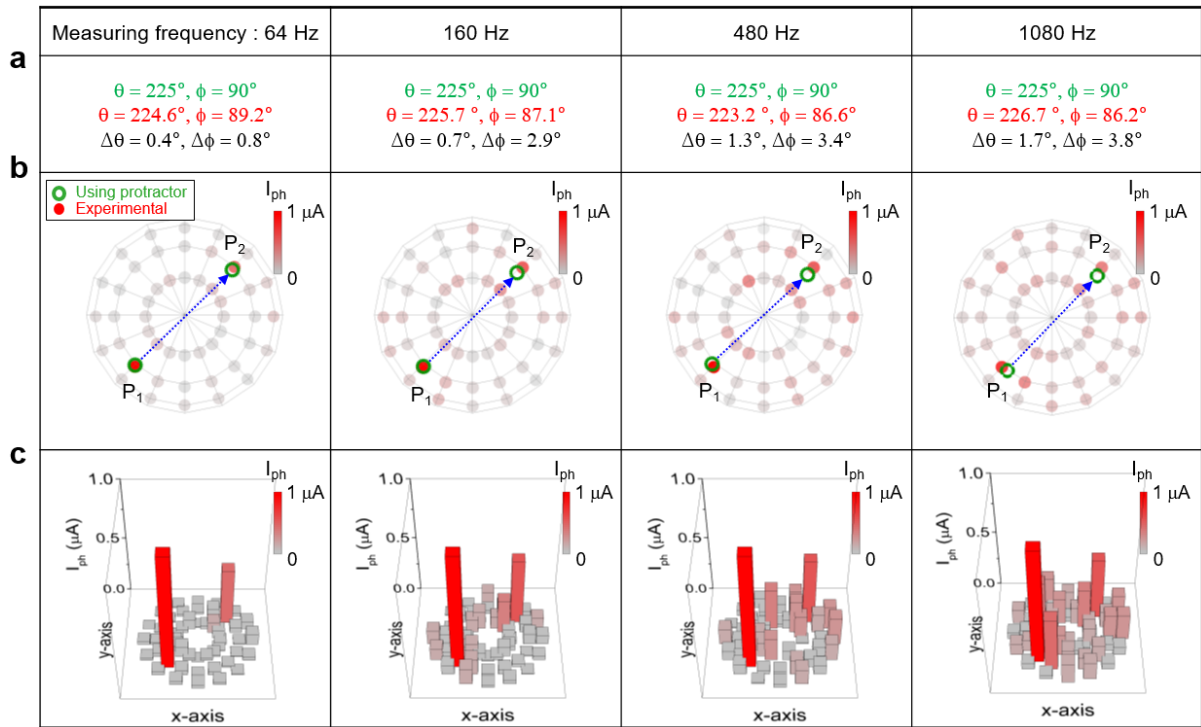 Measuring frequency : 64 Hz
160 Hz
480 Hz
1080 Hz
a
θ = 225°, ϕ = 90°
θ = 224.6°, ϕ = 89.2°
Δθ = 0.4°, Δϕ = 0.8°
θ = 225°, ϕ = 90°
θ = 225.7 °, ϕ = 87.1°
Δθ = 0.7°, Δϕ = 2.9°
θ = 225°, ϕ = 90°
θ = 223.2 °, ϕ = 86.6°
Δθ = 1.3°, Δϕ = 3.4°
θ = 225°, ϕ = 90°
θ = 226.7 °, ϕ = 86.2°
Δθ = 1.7°, Δϕ = 3.8°
b
Using protractor
Experimental
Iph
1 μA
0
P2
P1
Iph
1 μA
0
P2
P1
Iph
1 μA
0
P2
P1
Iph
1 μA
0
P2
P1
c
Iph
1 μA
0
1.0
0.5
0.0
Iph (μA)
y-axis
x-axis
Iph
1 μA
0
1.0
0.5
0.0
Iph (μA)
y-axis
x-axis
Iph
1 μA
0
1.0
0.5
0.0
Iph (μA)
y-axis
x-axis
Iph
1 μA
0
1.0
0.5
0.0
Iph (μA)
y-axis
x-axis